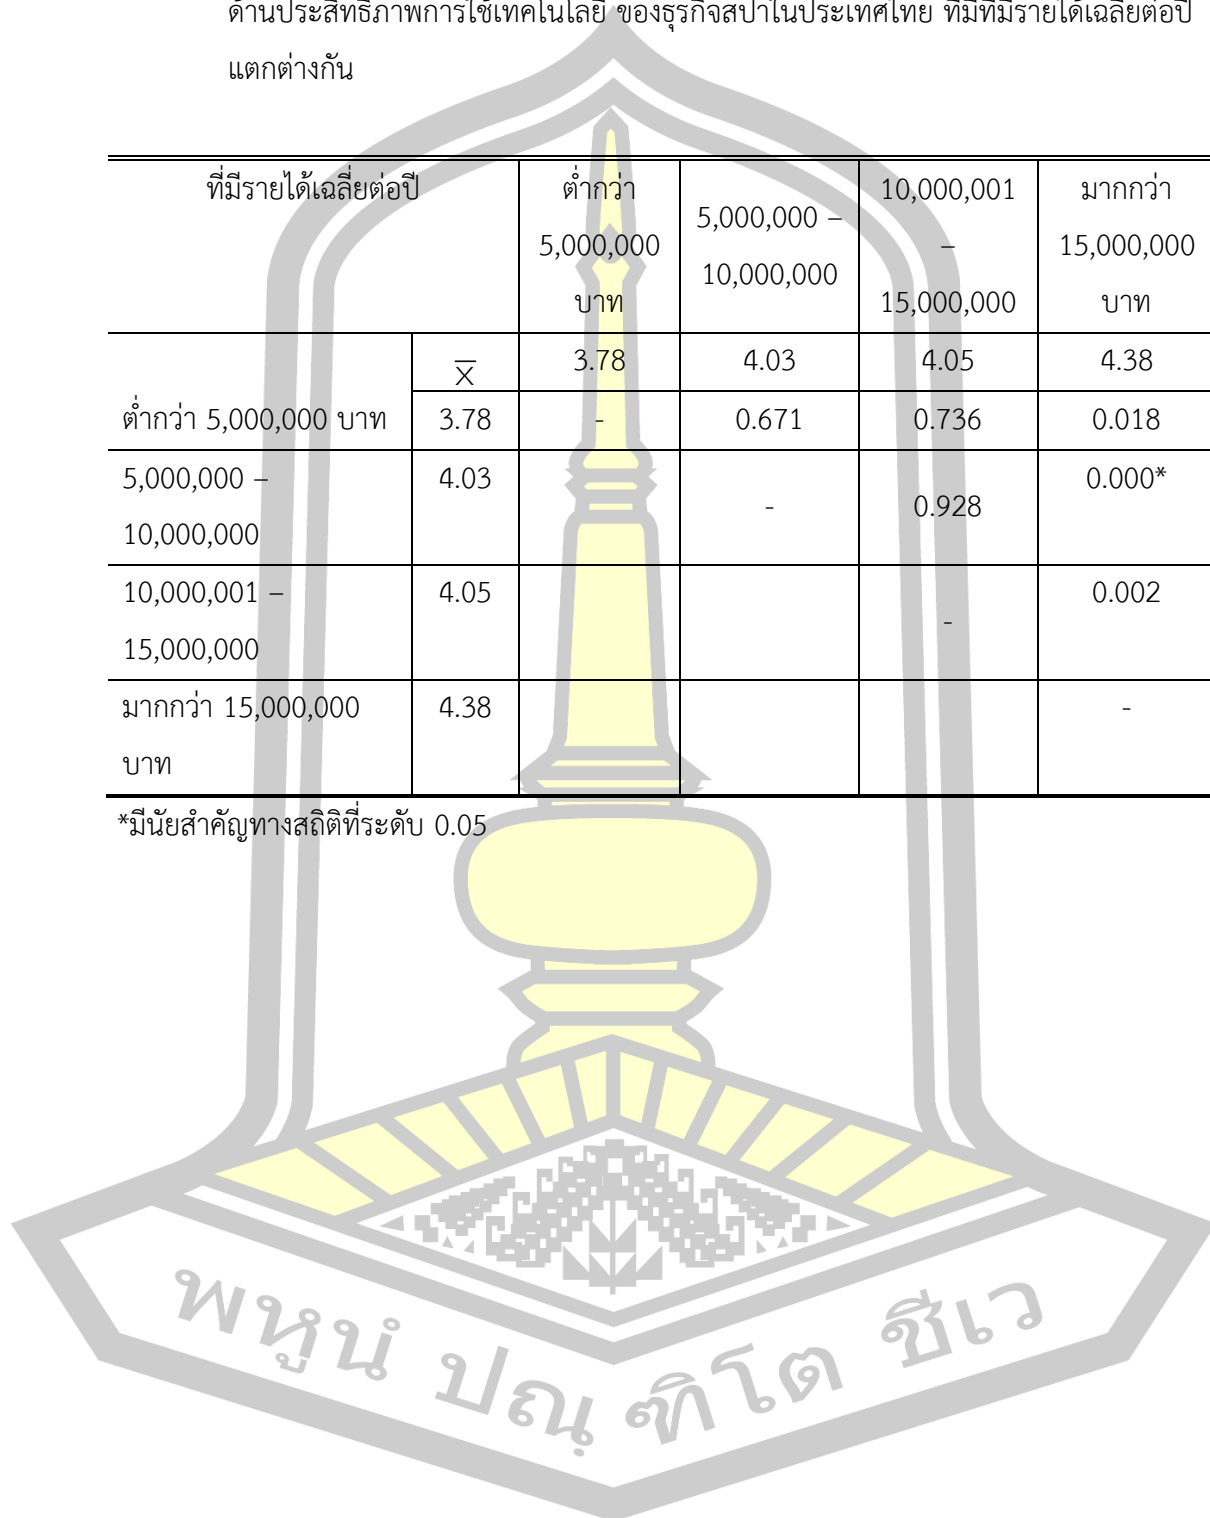 ด้านประสิทธิภาพการใช้เทคโนโลยี ของธุรกิจสปาในประเทศไทย ที่มีที่มีรายได้เฉลี่ยต่อปี
แตกต่างกัน
ที่มีรายได้เฉลี่ยต่อปี ต่ำกว่า 5,000,000 บาท 5,000,000 – 10,000,000 10,000,001 – 15,000,000 มากกว่า 15,000,000 บาท
X̅ 3.78 4.03 4.05 4.38
ต่ำกว่า 5,000,000 บาท 3.78 - 0.671 0.736 0.018
5,000,000 – 10,000,000 4.03 - 0.928 0.000*
10,000,001 – 15,000,000 4.05 - 0.002
มากกว่า 15,000,000 บาท 4.38 -
*มีนัยสำคัญทางสถิติที่ระดับ 0.05
พหูนํ ปณฺฑิโต ชีเว